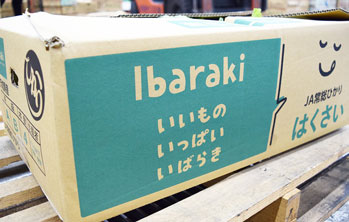 Ibaraki
いいもの
いっぱい
いばらき
JA常総ひかり
はくさい